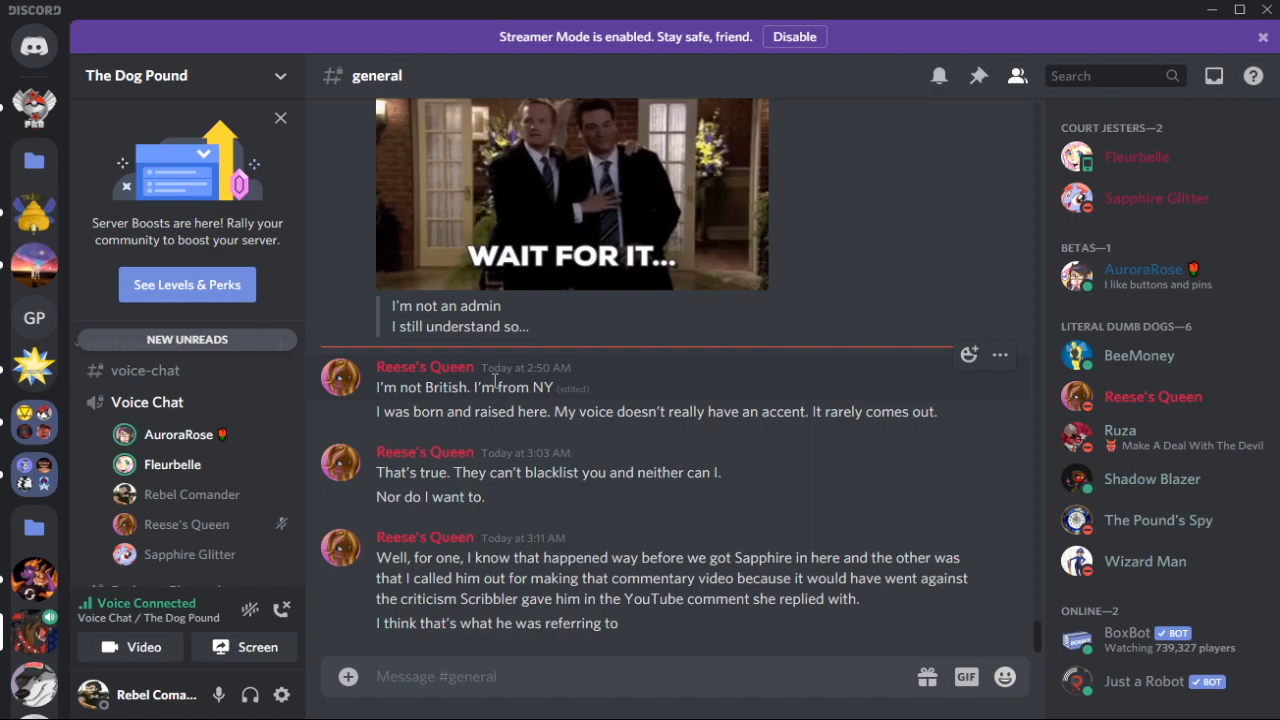 DISCORD
Streamer Mode is enabled. Stay safe, friend.
Disable
The Dog Pound
general
Search
Server Boosts are here! Rally your
community to boost your server.
See Levels & Perks
NEW UNREADS
voice-chat
Voice Chat
AuroraRose
Fleurbelle
Rebel Comander
Reese's Queen
Sapphire Glitter
Voice Connected
Voice Chat / The Dog Pound
Video
Screen
Rebel Coma...
WAIT FOR IT...
I'm not an admin
I still understand so...
Reese's Queen Today at 2:50 AM
I'm not British. I'm from NY (edited)
I was born and raised here. My voice doesn't really have an accent. It rarely comes out.
Reese's Queen Today at 3:03 AM
That's true. They can't blacklist you and neither can I.
Nor do I want to.
Reese's Queen Today at 3:11 AM
Well, for one, I know that happened way before we got Sapphire in here and the other was
that I called him out for making that commentary video because it would have went against
the criticism Scribbler gave him in the YouTube comment she replied with.
I think that's what he was referring to
Message #general
GIF
COURT JESTERS—2
Fleurbelle
Sapphire Glitter
BETAS—1
AuroraRose
I like buttons and pins
LITERAL DUMB DOGS—6
BeeMoney
Reese's Queen
Ruza
Make A Deal With The Devil
Shadow Blazer
The Pound's Spy
Wizard Man
ONLINE—2
BoxBot BOT
Watching 739,327 players
Just a Robot BOT
GP